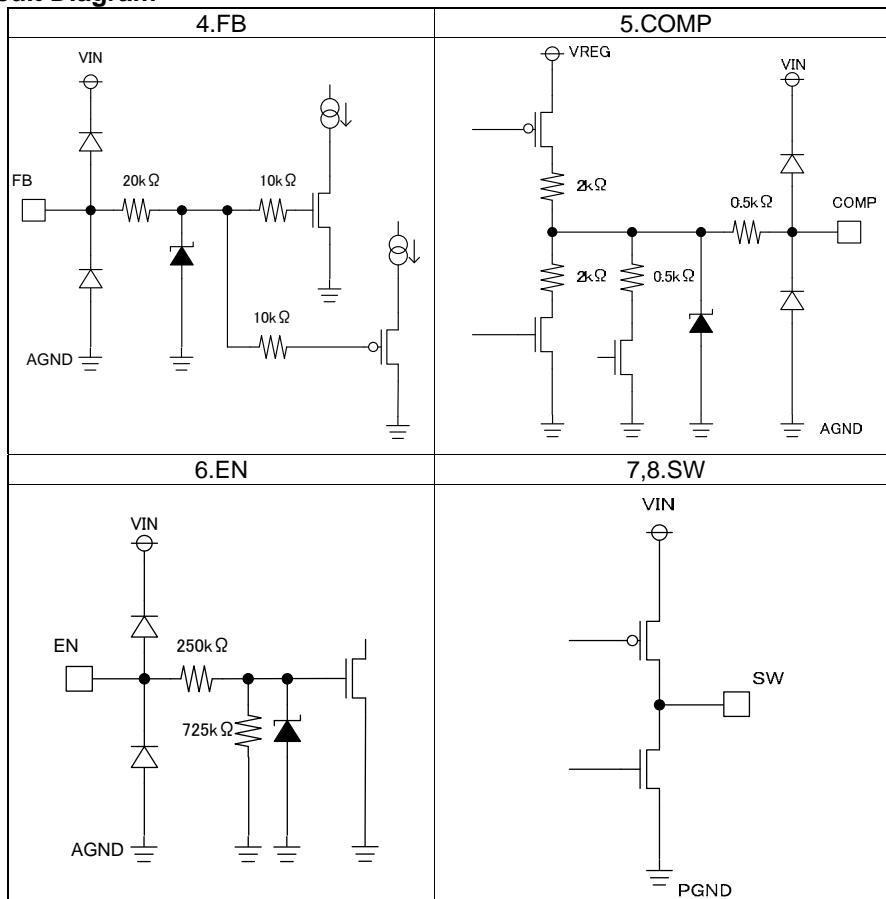 4.FB
VIN
FB
20kΩ
10kΩ
10kΩ
AGND
5.COMP
VREG
VIN
2kΩ
0.5kΩ
COMP
2kΩ
0.5kΩ
AGND
6.EN
VIN
EN
250kΩ
725kΩ
AGND
7,8.SW
VIN
SW
PGND